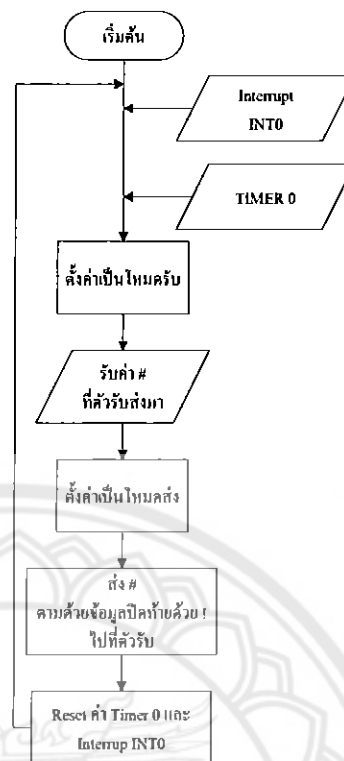 เริ่มต้น
Interrupt
INT0
TIMER 0
ตั้งค่าเป็นโหมดรับ
รับค่า #
ที่ตัวรับส่งมา
ตั้งค่าเป็นโหมดส่ง
ส่ง #
ตามด้วยข้อมูลปิดท้ายด้วย !
ไปที่ตัวรับ
Reset ค่า Timer 0 และ
Interrup INT0